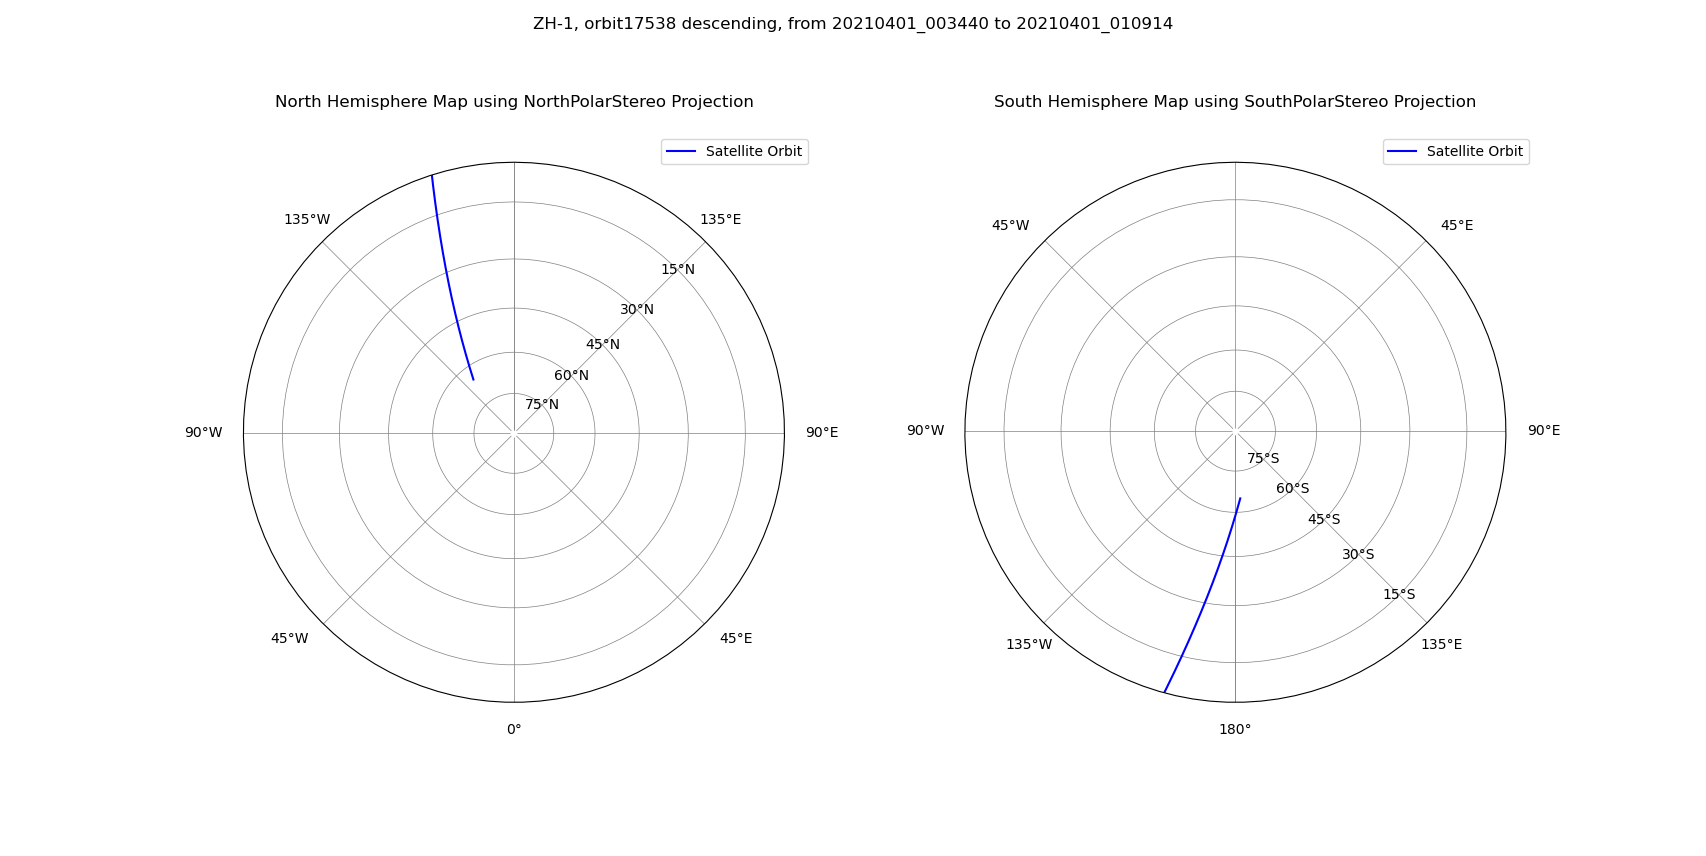 ZH-1, orbit17538 descending, from 20210401_003440 to 20210401_010914
North Hemisphere Map using NorthPolarStereo Projection
Satellite Orbit
135°W
135°E
15°N
30°N
45°N
60°N
75°N
90°W
90°E
45°W
45°E
0°
South Hemisphere Map using SouthPolarStereo Projection
Satellite Orbit
45°W
45°E
90°W
90°E
75°S
60°S
45°S
30°S
15°S
135°W
135°E
180°